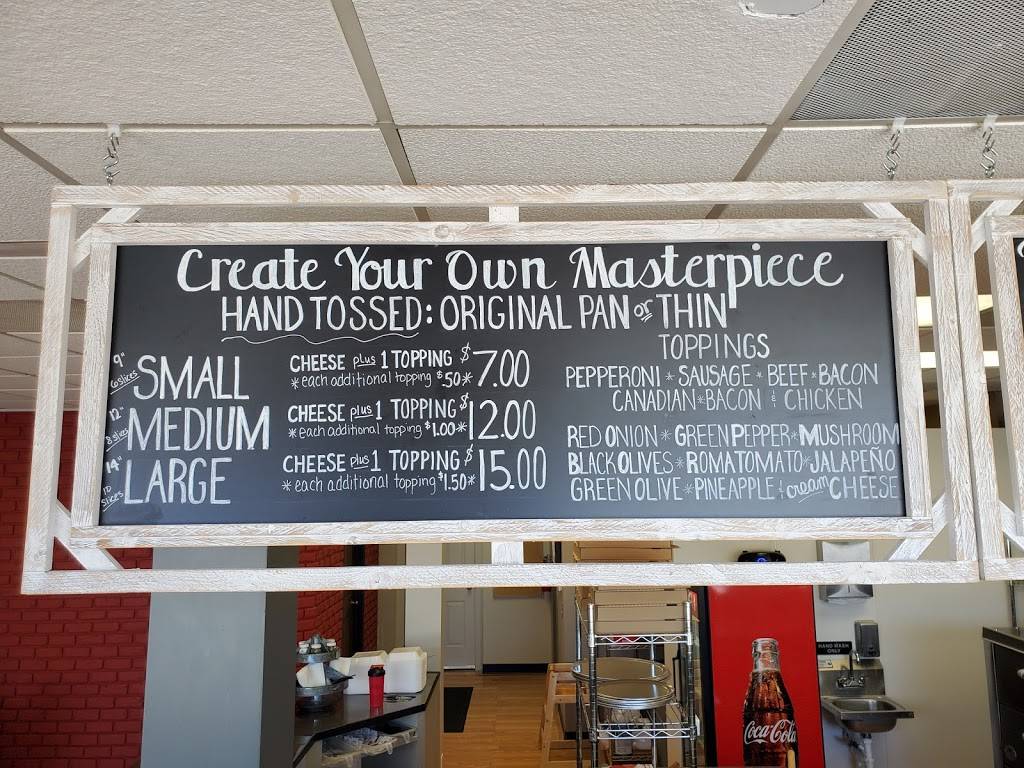 Create Your Own Masterpiece
HAND TOSSED: ORIGINAL PAN or THIN
9"
6 slices
SMALL
CHEESE plus 1 TOPPING $7.00
*each additional topping $.50*
12"
8 slices
MEDIUM
CHEESE plus 1 TOPPING $12.00
*each additional topping $1.00*
14"
10 slices
LARGE
CHEESE plus 1 TOPPING $15.00
*each additional topping $1.50*
TOPPINGS
PEPPERONI * SAUSAGE * BEEF * BACON
CANADIAN*BACON & CHICKEN
RED ONION * GREEN PEPPER * MUSHROOM
BLACK OLIVES * ROMA TOMATO * JALAPEÑO
GREEN OLIVE * PINEAPPLE & cream CHEESE
HAND WASH
ONLY
Coca-Cola